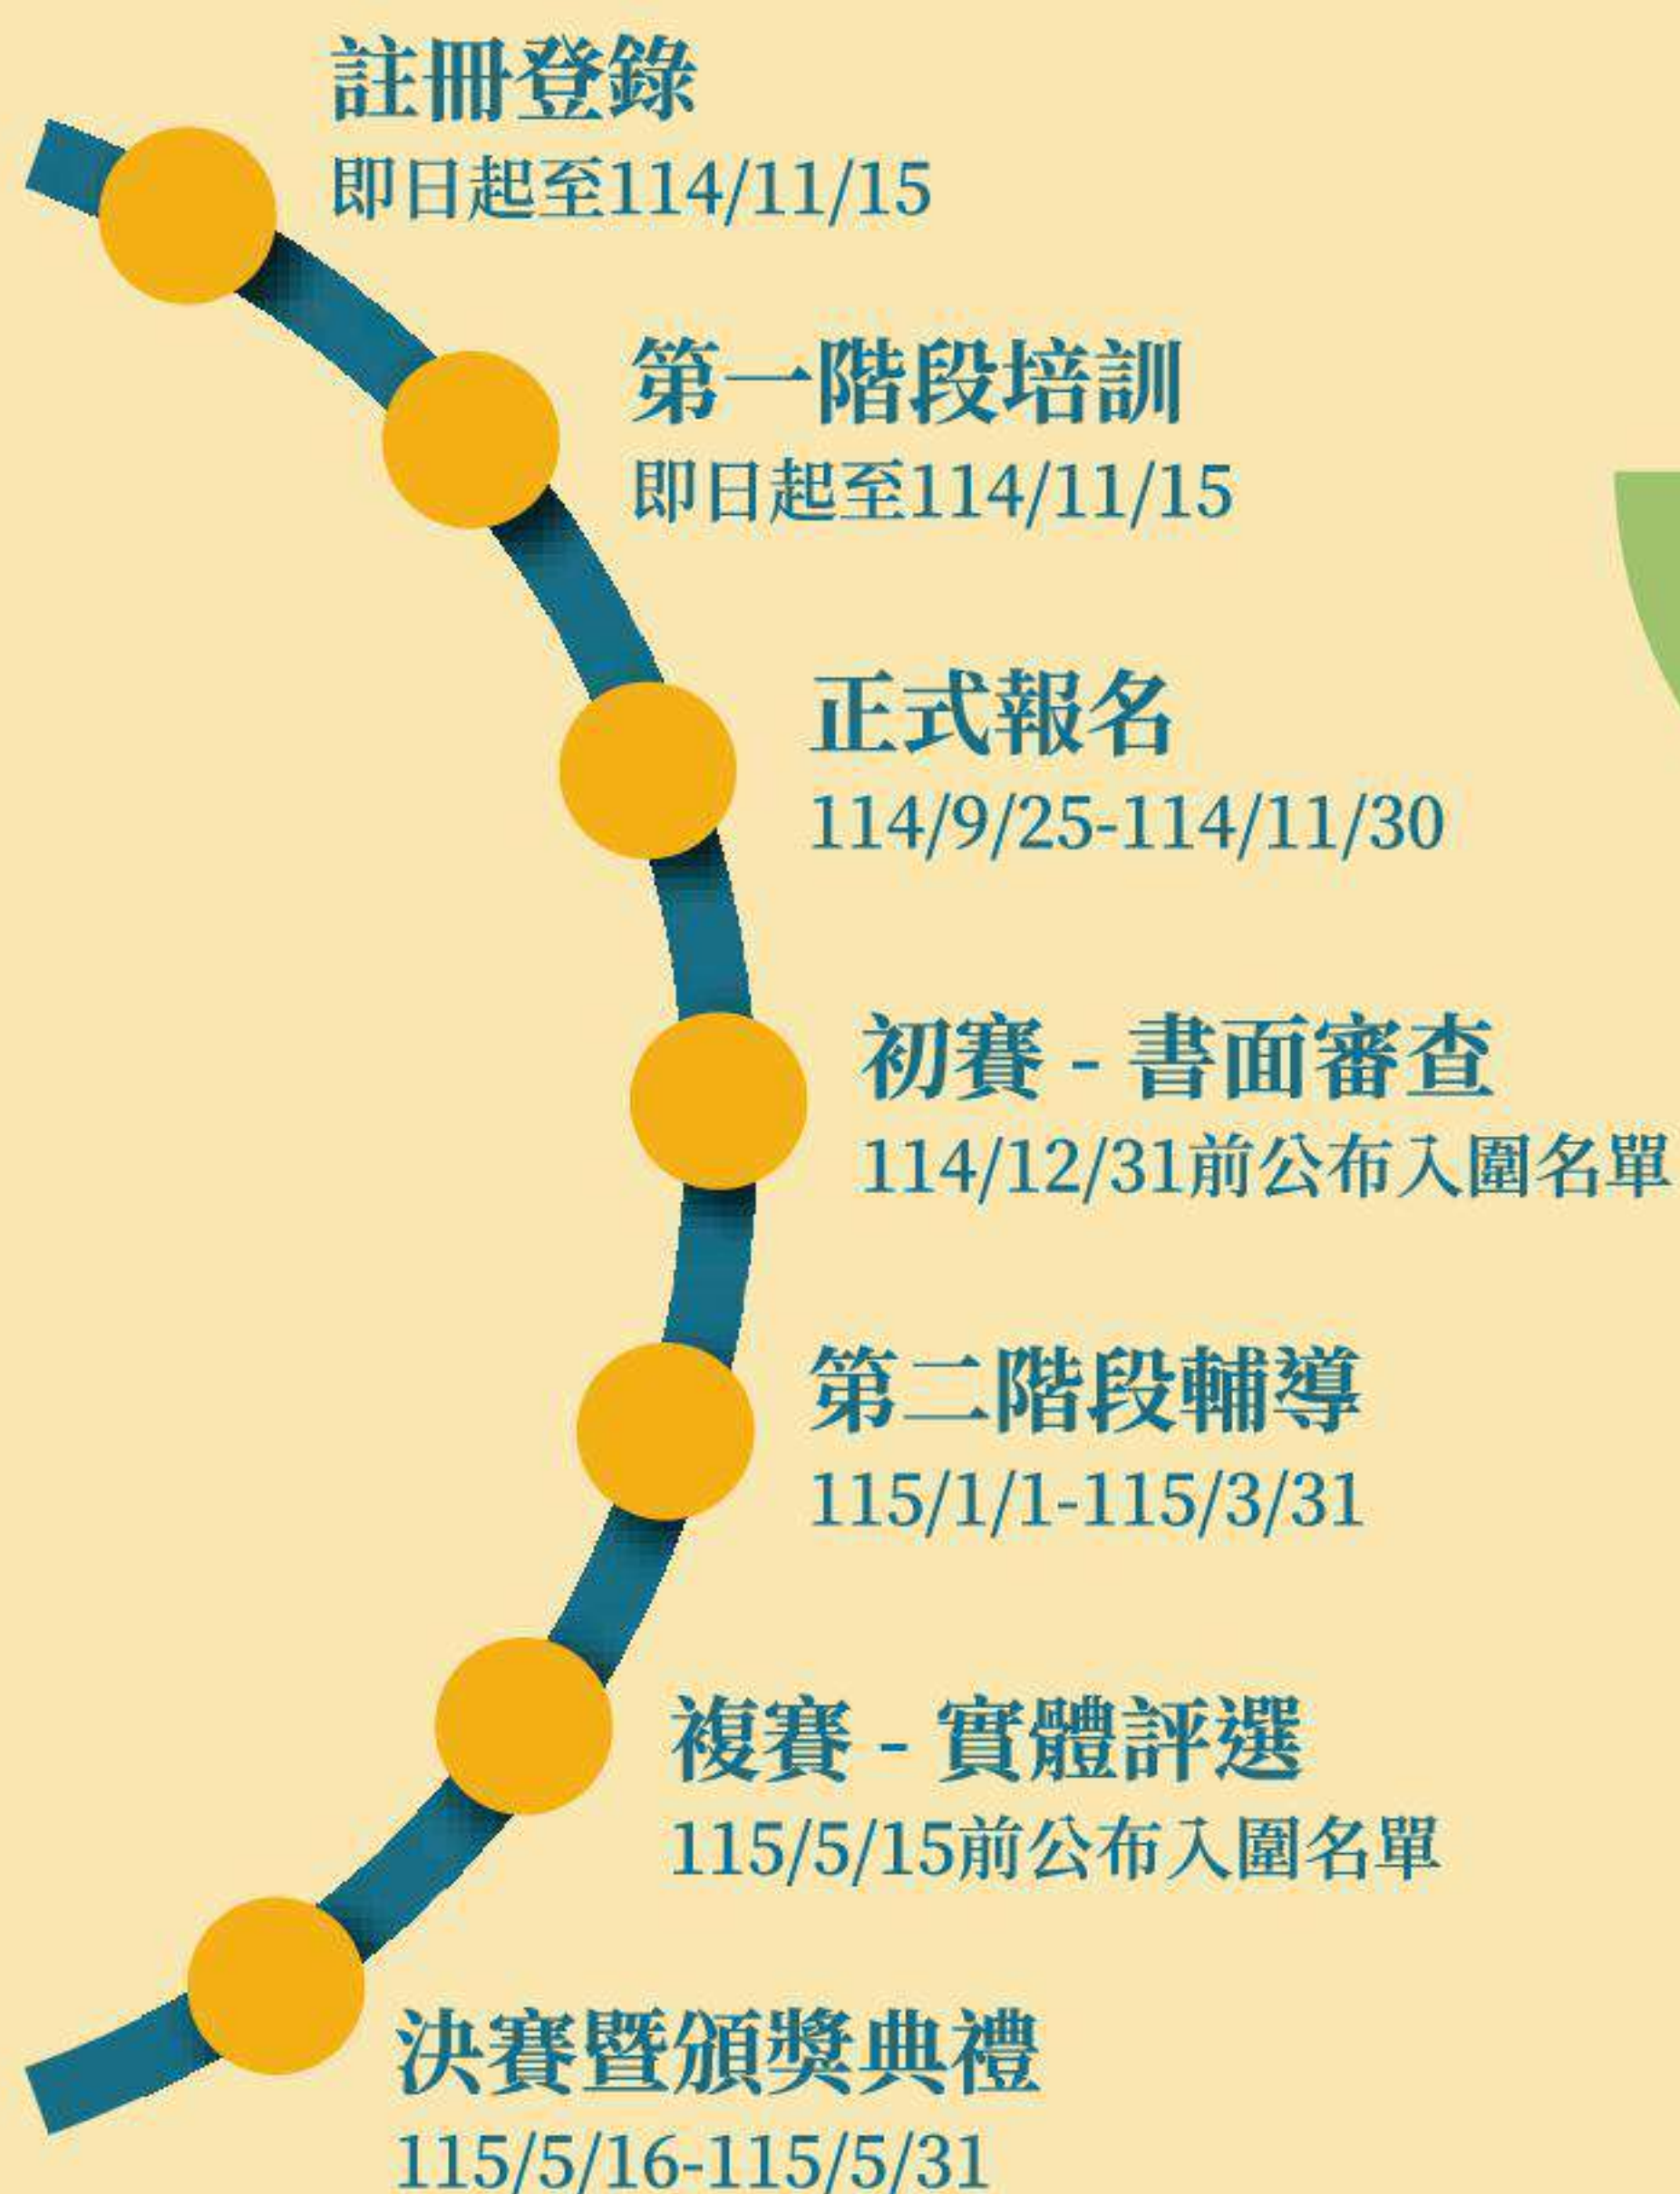 註冊登錄
即日起至114/11/15
第一階段培訓
即日起至114/11/15
正式報名
114/9/25-114/11/30
初賽 - 書面審查
114/12/31前公布入圍名單
第二階段輔導
115/1/1-115/3/31
複賽 - 實體評選
115/5/15前公布入圍名單
決賽暨頒獎典禮
115/5/16-115/5/31